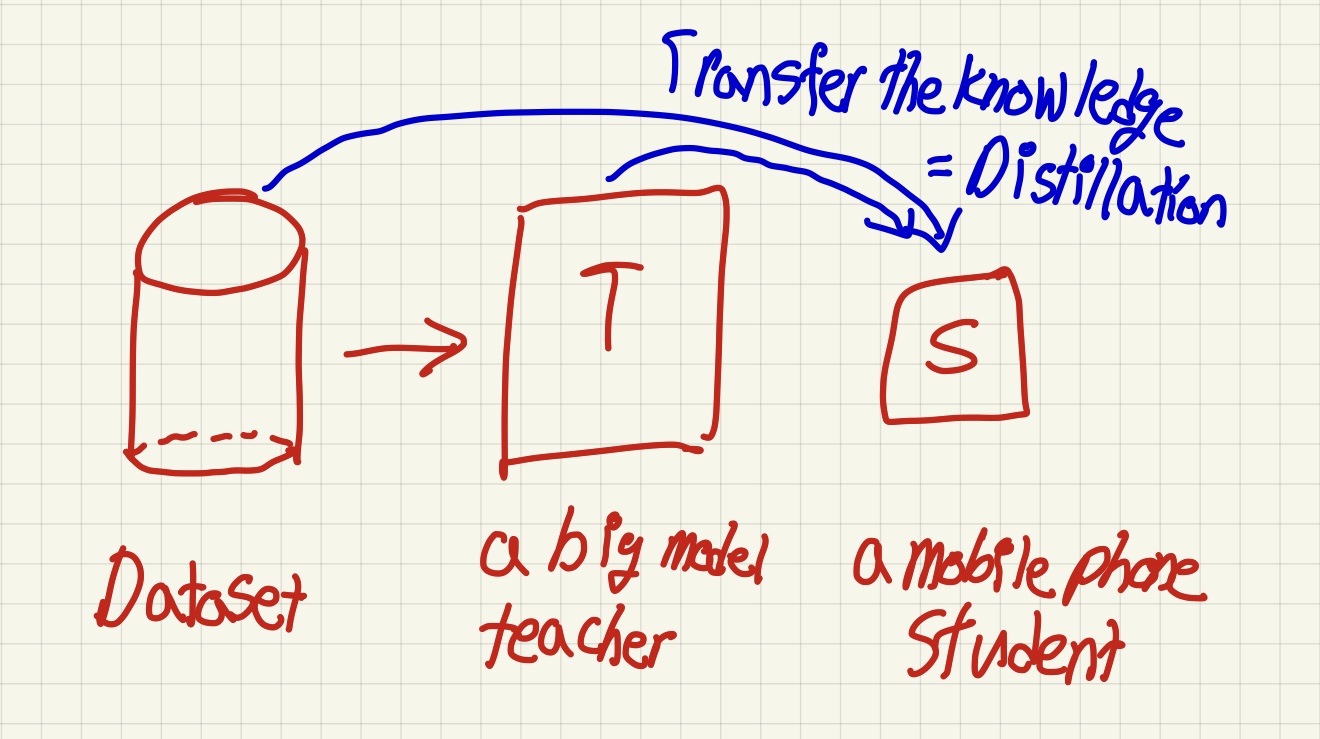 Transfer the knowledge
= Distillation
T
S
Dataset
a big model
teacher
a mobile phone
Student